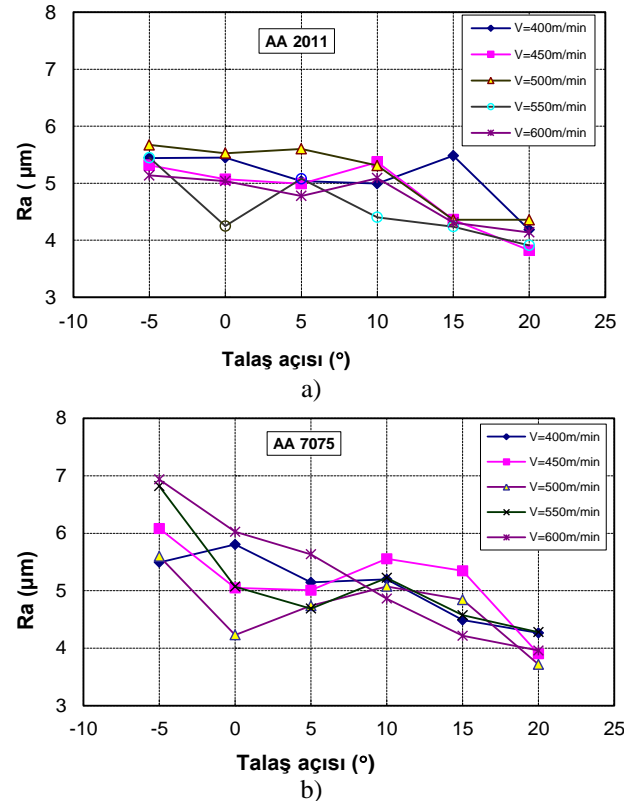 AA 2011
V=400m/min
V=450m/min
V=500m/min
V=550m/min
V=600m/min
8
7
6
5
4
3
Ra ( µm)
-10 -5 0 5 10 15 20 25
Talaş açısı (º)
a)
AA 7075
V=400m/min
V=450m/min
V=500m/min
V=550m/min
V=600m/min
8
7
6
5
4
3
Ra (µm)
-10 -5 0 5 10 15 20 25
Talaş açısı (º)
b)